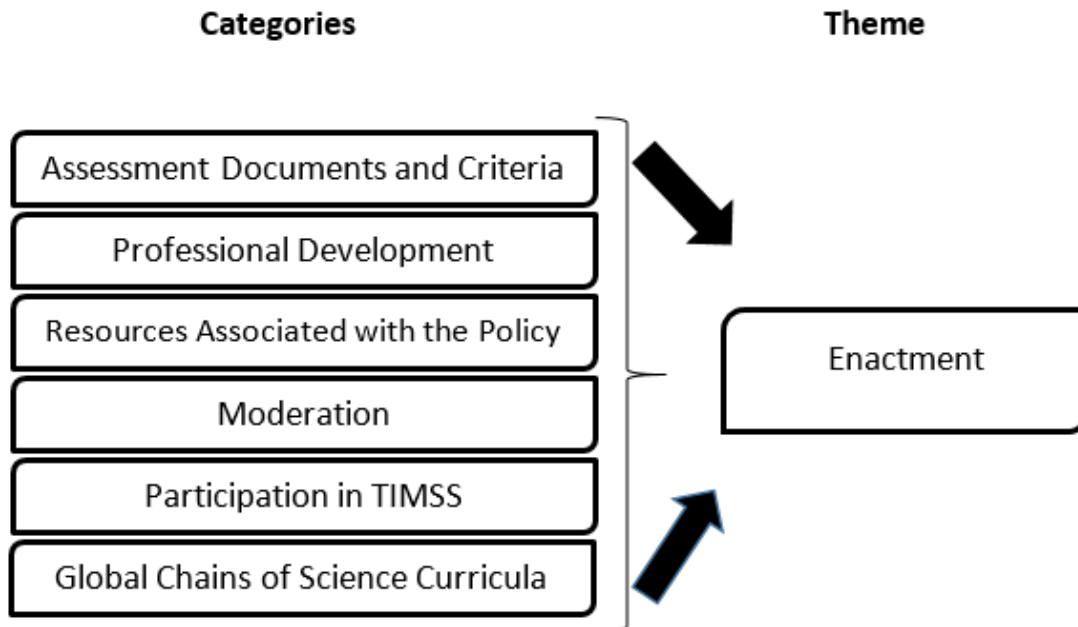 Categories
Theme
Assessment Documents and Criteria
Professional Development
Resources Associated with the Policy
Moderation
Participation in TIMSS
Global Chains of Science Curricula
Enactment